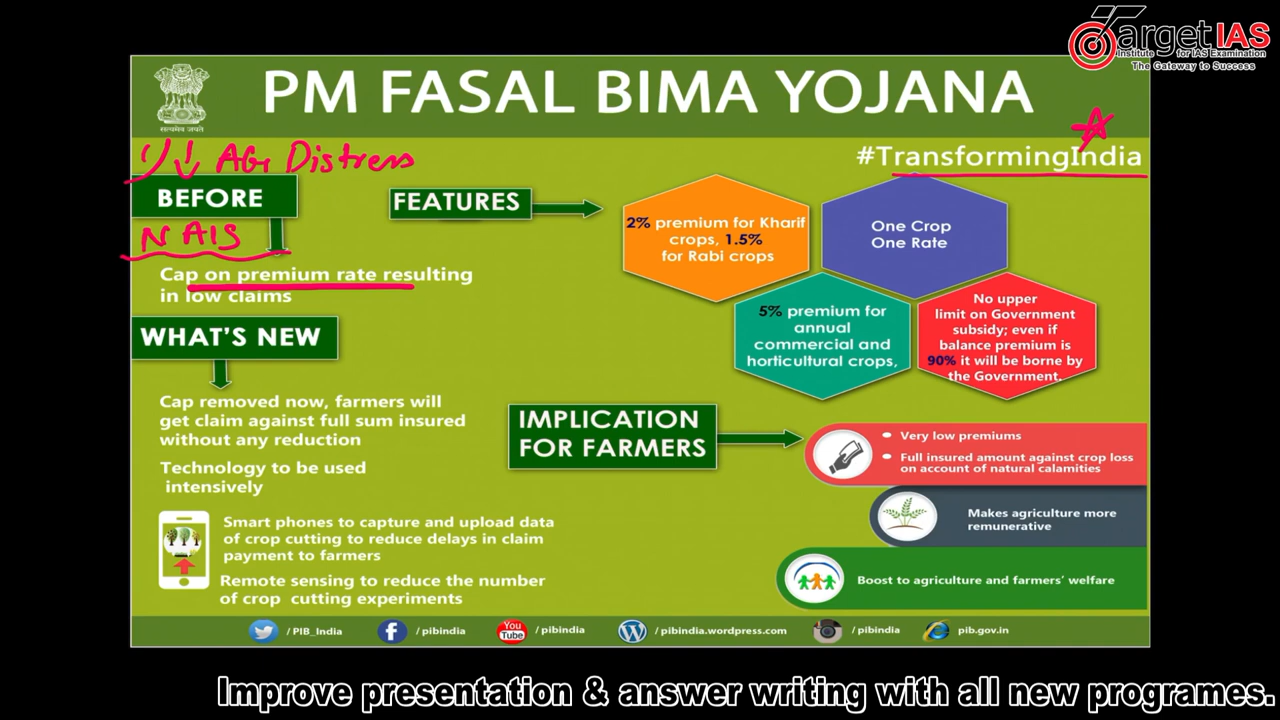 Target IAS
Institute for IAS Examination
The Gateway to Success
PM FASAL BIMA YOJANA
सत्यमेव जयते
1) ↓ Agr Distress
#TransformingIndia
BEFORE
NAIS
Cap on premium rate resulting
in low claims
WHAT'S NEW
Cap removed now, farmers will
get claim against full sum insured
without any reduction
Technology to be used
intensively
Smart phones to capture and upload data
of crop cutting to reduce delays in claim
payment to farmers
Remote sensing to reduce the number
of crop cutting experiments
FEATURES
2% premium for Kharif
crops, 1.5%
for Rabi crops
One Crop
One Rate
5% premium for
annual
commercial and
horticultural crops,
No upper
limit on Government
subsidy; even if
balance premium is
90% it will be borne by
the Government.
IMPLICATION
FOR FARMERS
• Very low premiums
• Full insured amount against crop loss
on account of natural calamities
Makes agriculture more
remunerative
Boost to agriculture and farmers' welfare
/PIB_India
/pibindia
You
Tube
/pibindia
/pibindia.wordpress.com
/pibindia
pib.gov.in
Improve presentation & answer writing with all new programes.